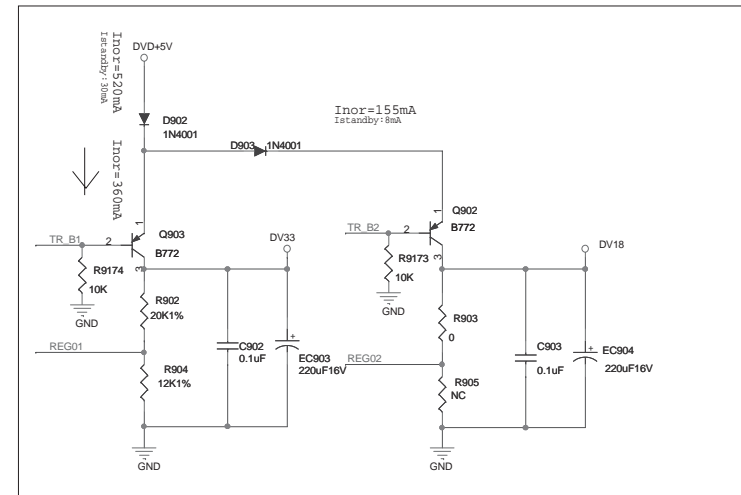 Inor=520mA
Istandby:30mA
DVD+5V
D902
1N4001
Inor=155mA
Istandby:8mA
D903
1N4001
Inor=360mA
1
Q903
B772
TR_B1
2
3
R9174
10K
GND
DV33
R902
20K1%
REG01
R904
12K1%
C902
0.1uF
+
EC903
220uF16V
GND
1
Q902
B772
TR_B2
2
3
R9173
10K
GND
DV18
R903
0
REG02
R905
NC
C903
0.1uF
+
EC904
220uF16V
GND